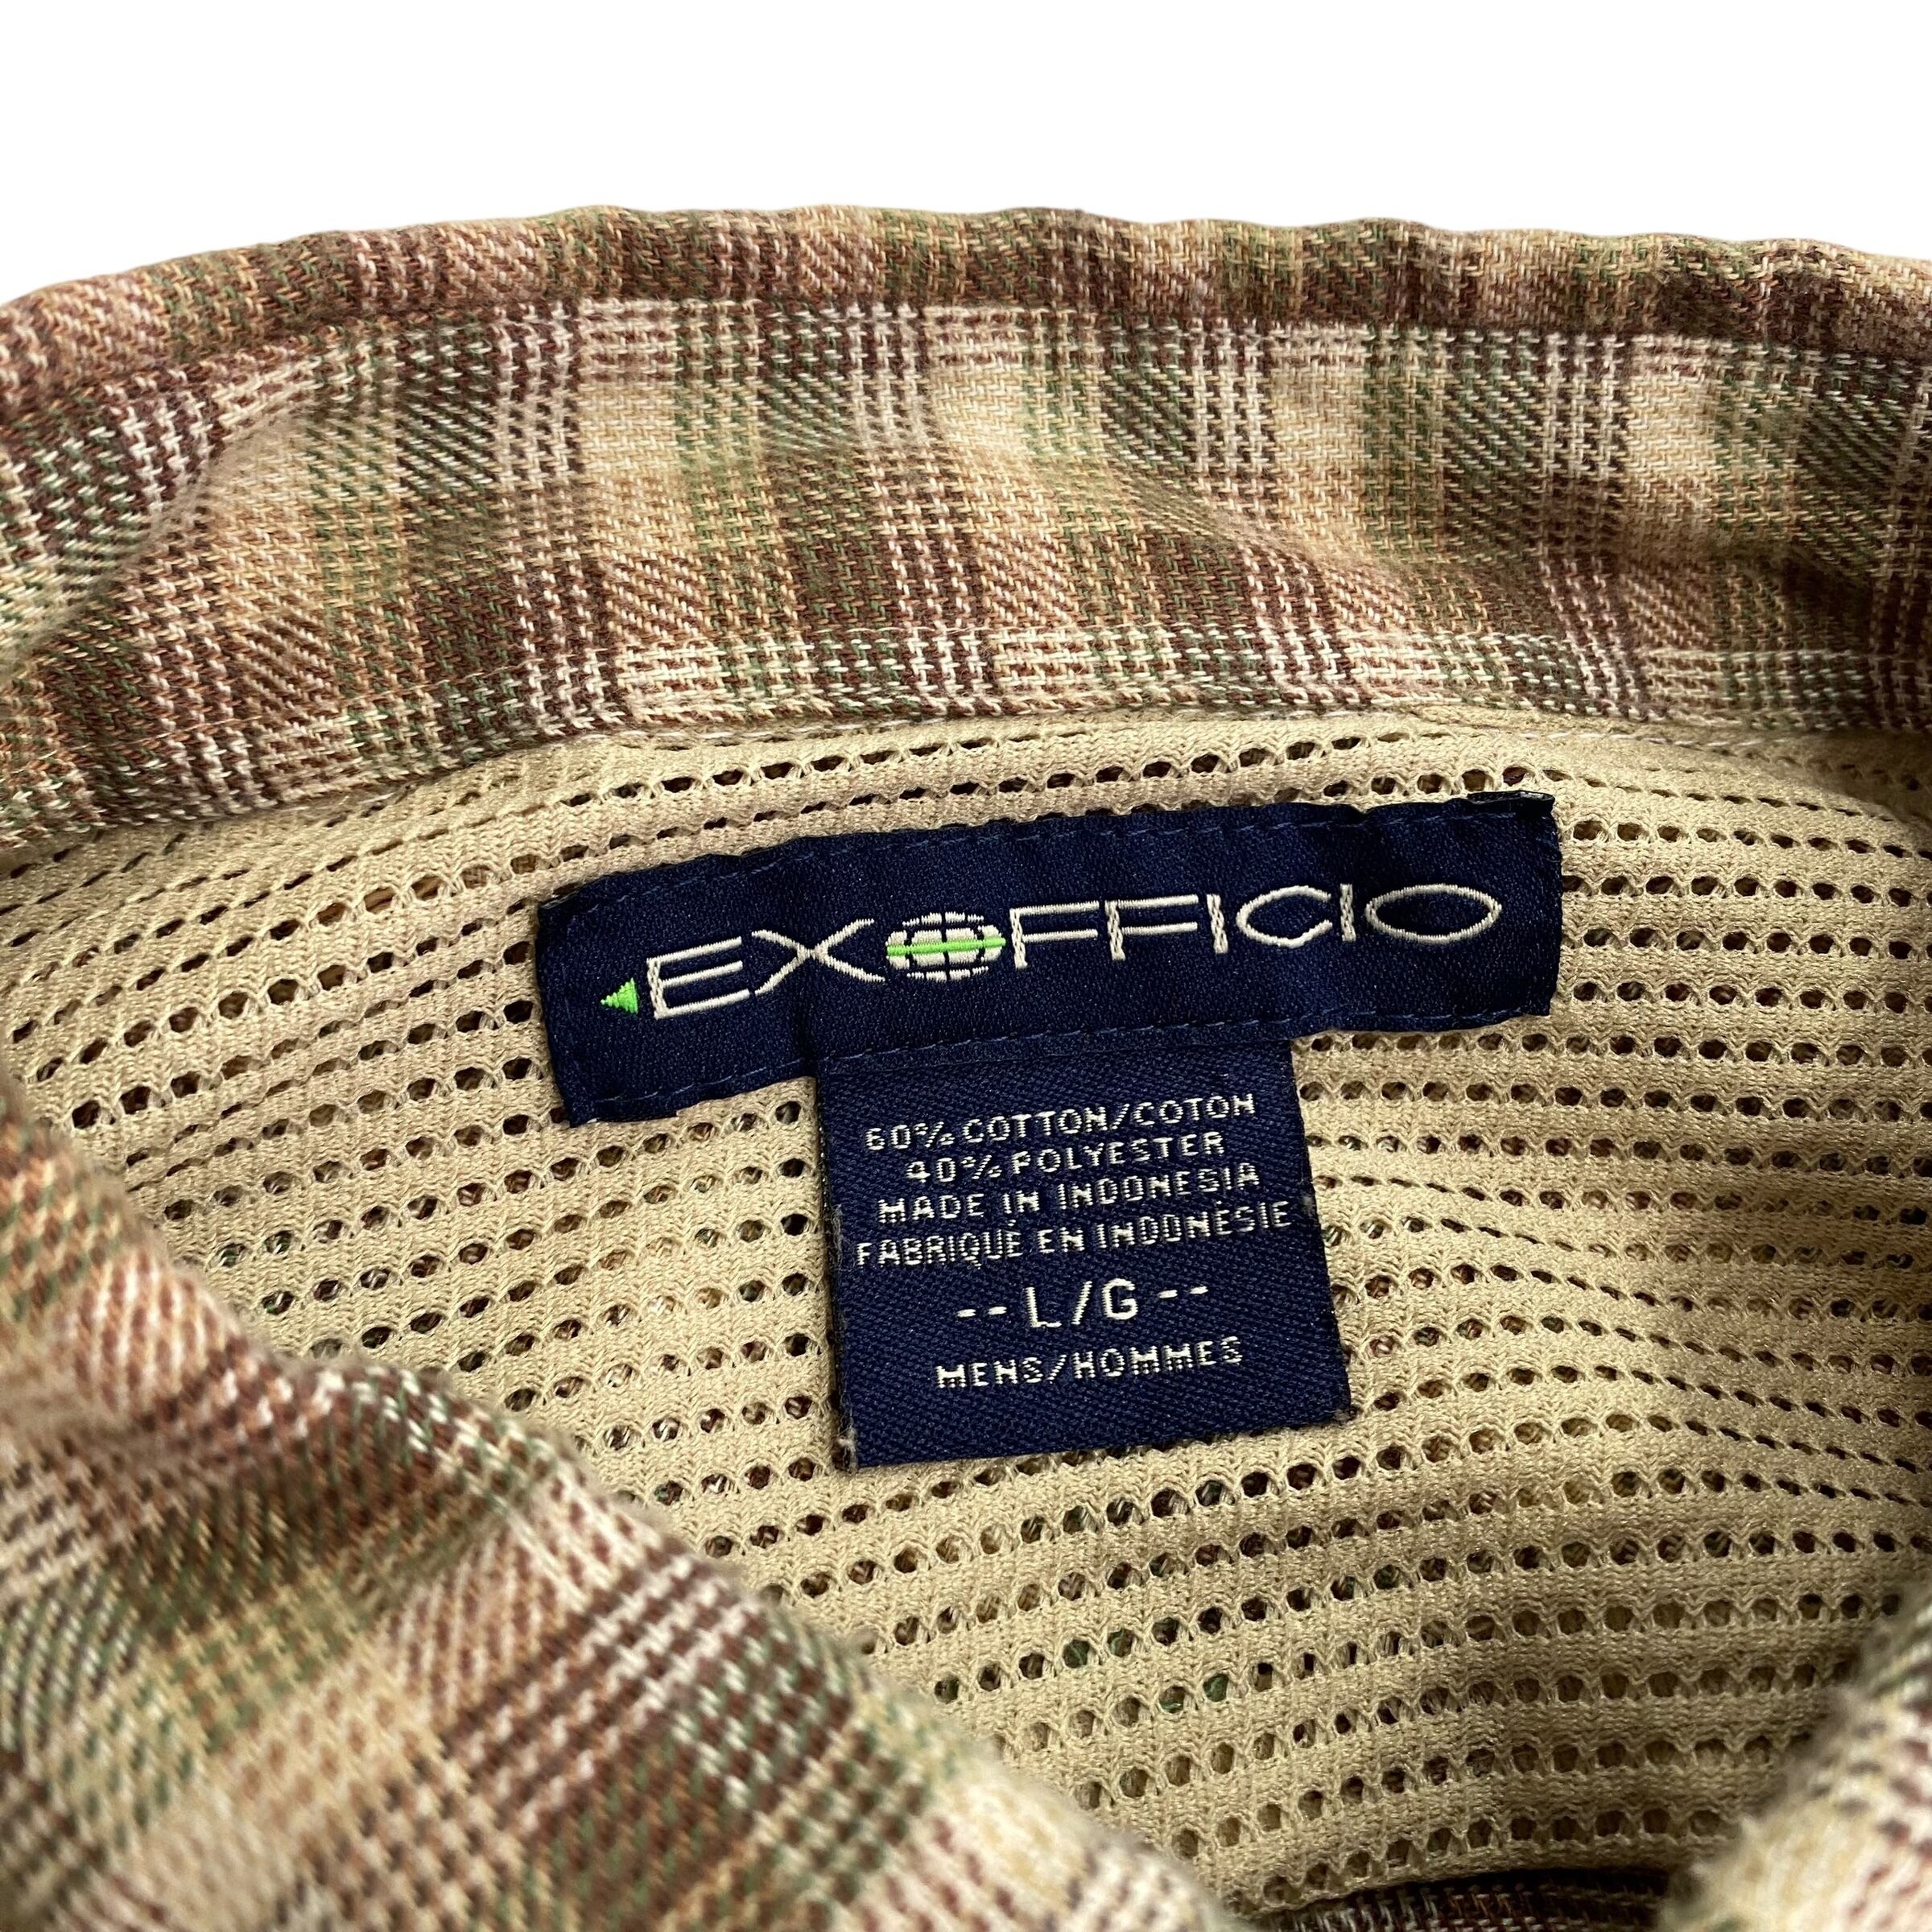 EXOFFICIO
60% COTTON/COTON
40% POLYESTER
MADE IN INDONESIA
FABRIQUÉ EN INDONÉSIE
-- L/G --
MENS/HOMMES